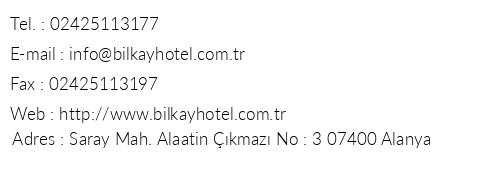 Tel. : 02425113177
E-mail : info@bilkayhotel.com.tr
Fax : 02425113197
Web : http://www.bilkayhotel.com.tr
Adres : Saray Mah. Alaatin Çıkmazı No : 3 07400 Alanya